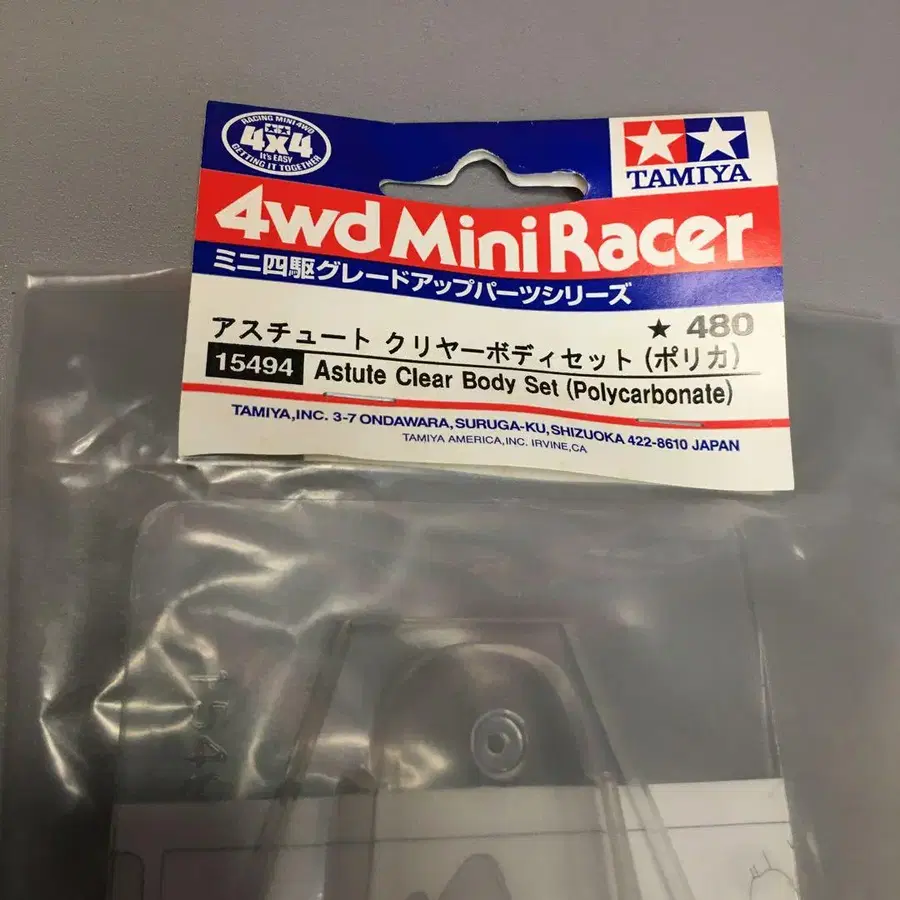 RACING MINI 4WD
4x4
It's EASY
GETTING IT TOGETHER
TAMIYA
4wd Mini Racer
ミニ四駆グレードアップパーツシリーズ
アスチュート クリヤーボディセット (ポリカ)
★ 480
15494 Astute Clear Body Set (Polycarbonate)
TAMIYA,INC. 3-7 ONDAWARA, SURUGA-KU, SHIZUOKA 422-8610 JAPAN
TAMIYA AMERICA, INC. IRVINE, CA